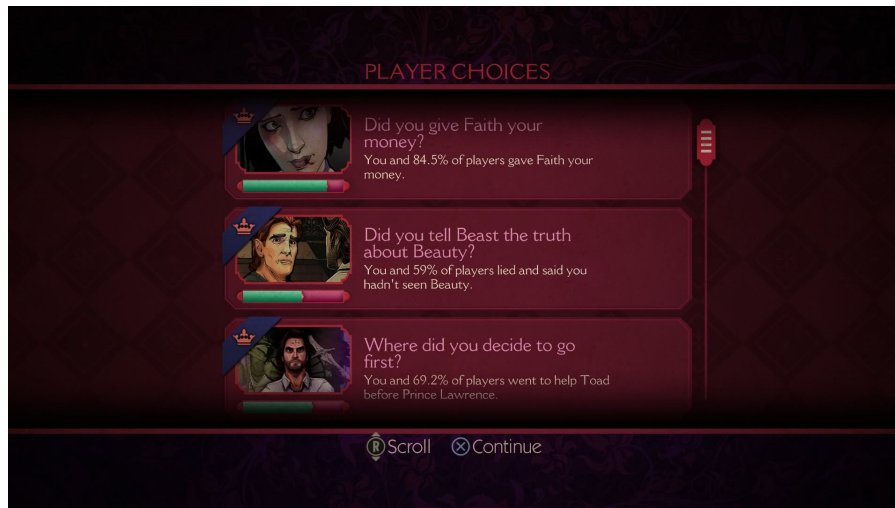 PLAYER CHOICES
Did you give Faith your
money?
You and 84.5% of players gave Faith your
money.
Did you tell Beast the truth
about Beauty?
You and 59% of players lied and said you
hadn't seen Beauty.
Where did you decide to go
first?
You and 69.2% of players went to help Toad
before Prince Lawrence.
R Scroll X Continue